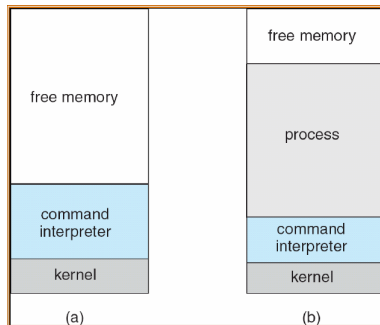 free memory
command
interpreter
kernel
(a)
free memory
process
command
interpreter
kernel
(b)